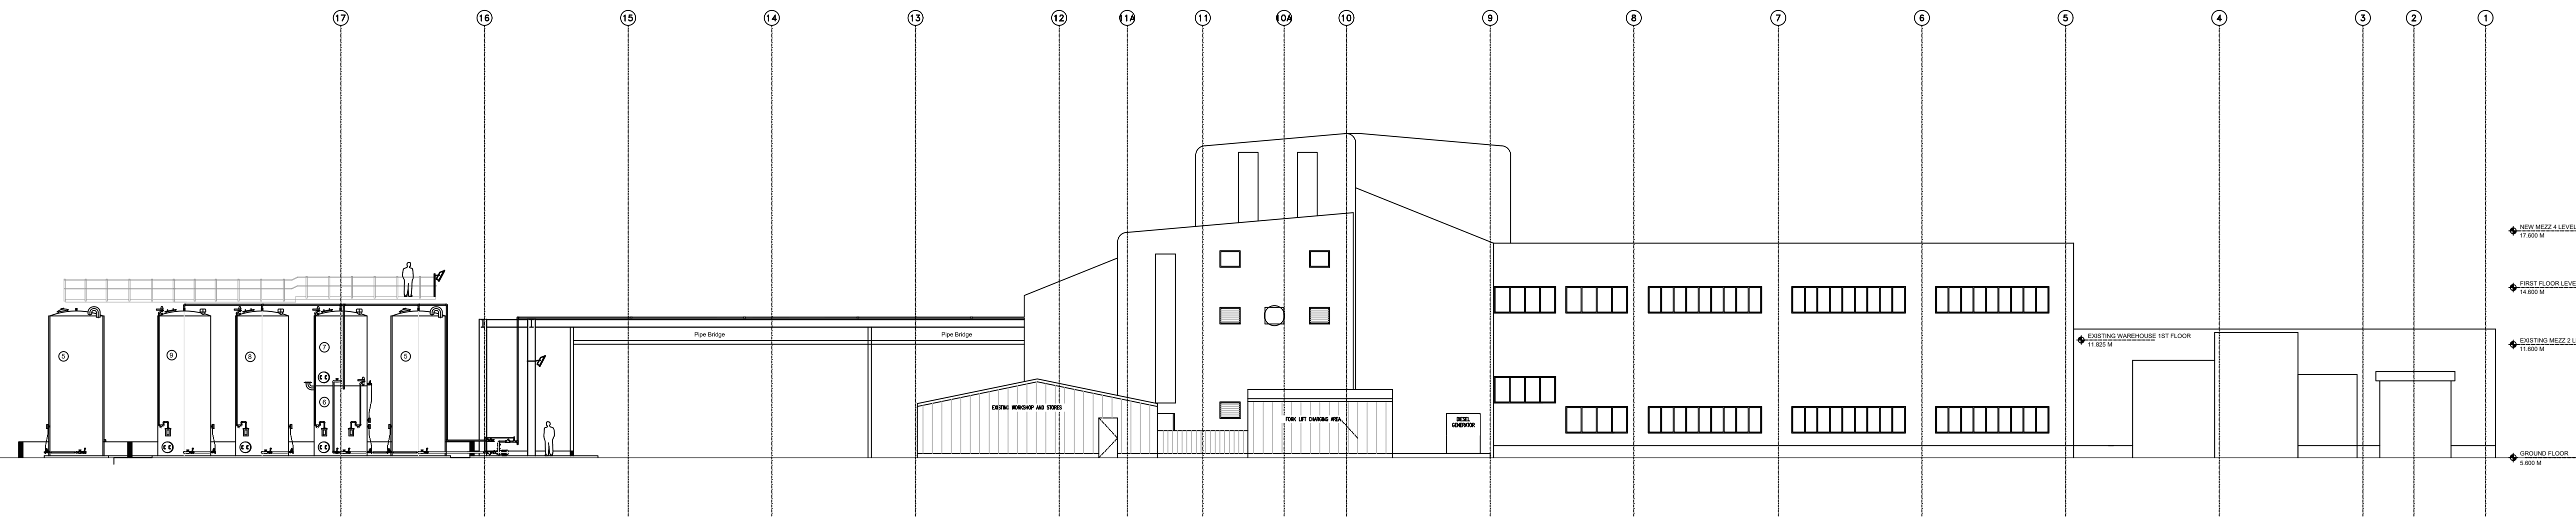 17 16 15 14 13 12 11A 11 10A 10 9 8 7 6 5 4 3 2 1
NEW MEZZ 4 LEVEL
17.600 M
FIRST FLOOR LEVE
14.600 M
Pipe Bridge Pipe Bridge
EXISTING WAREHOUSE 1ST FLOOR
11.825 M
EXISTING MEZZ 2 L
11.600 M
5 9 8 7 5
6
EXISTING WORKSHOP AND STORES
FORK LIFT CHARGING AREA
DIESEL
GENERATOR
GROUND FLOOR
5.600 M